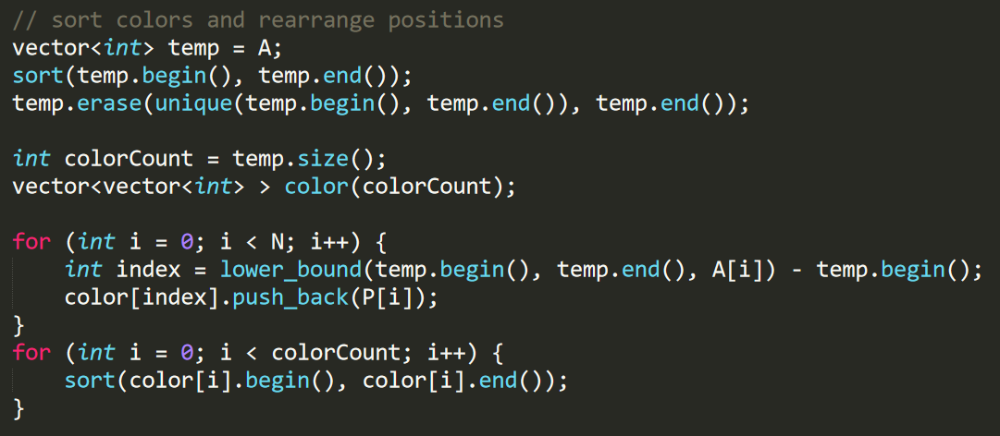 // sort colors and rearrange positions
vector<int> temp = A;
sort(temp.begin(), temp.end());
temp.erase(unique(temp.begin(), temp.end()), temp.end());
int colorCount = temp.size();
vector<vector<int> > color(colorCount);
for (int i = 0; i < N; i++) {
    int index = lower_bound(temp.begin(), temp.end(), A[i]) - temp.begin();
    color[index].push_back(P[i]);
}
for (int i = 0; i < colorCount; i++) {
    sort(color[i].begin(), color[i].end());
}